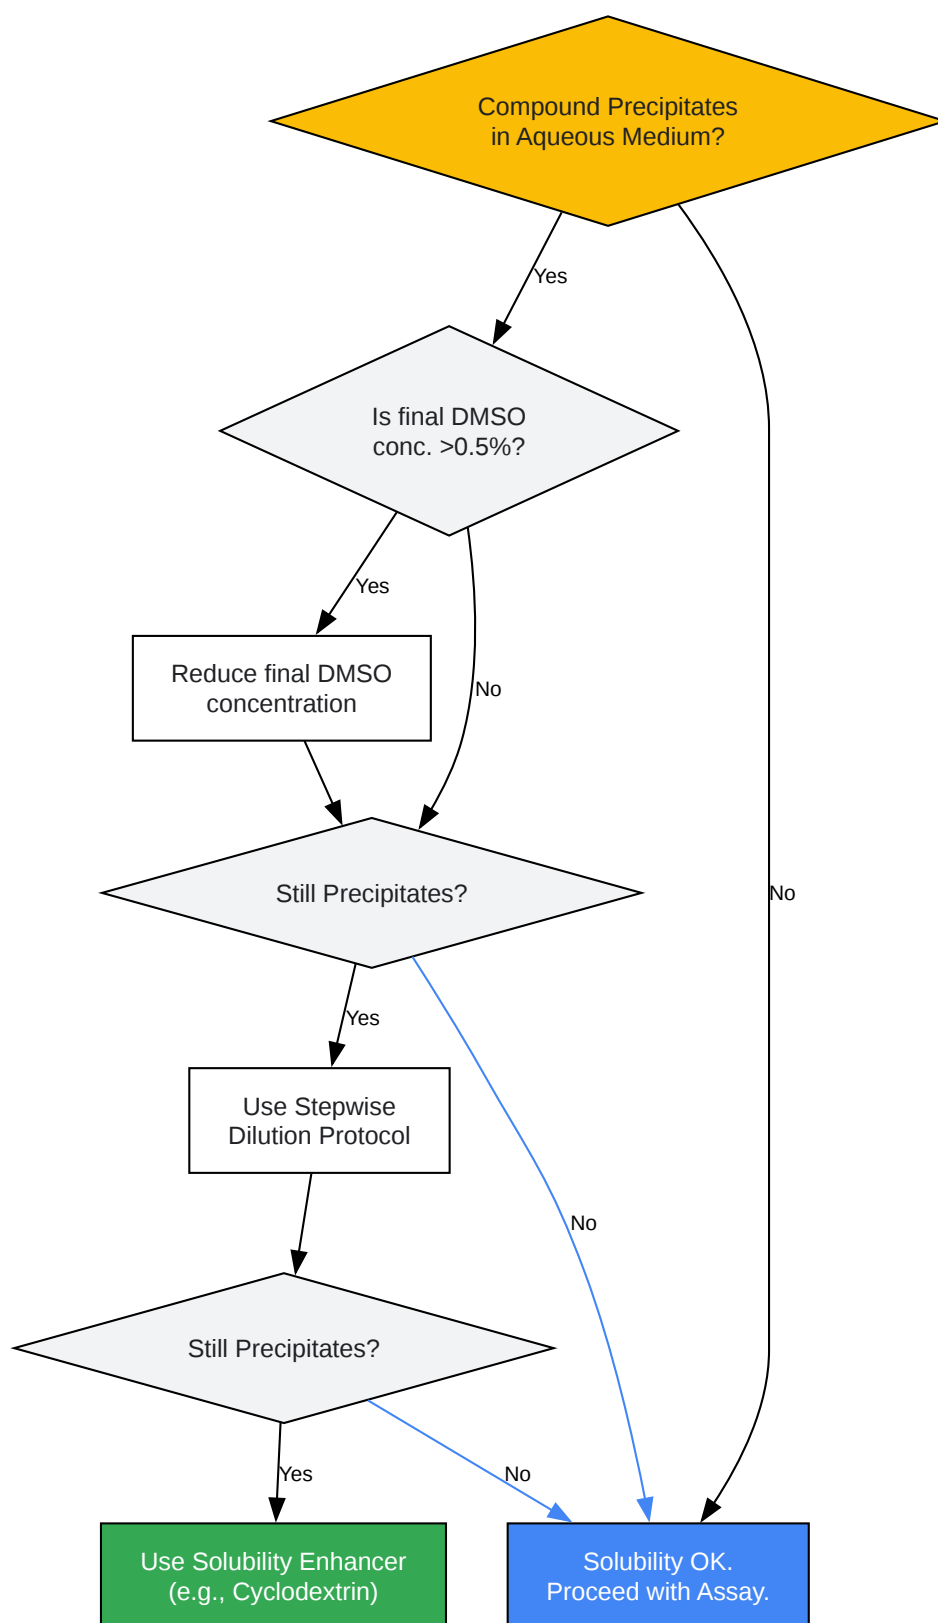 Compound Precipitates
in Aqueous Medium?
Yes
Is final DMSO
conc. >0.5%?
Yes
Reduce final DMSO
concentration
No
Still Precipitates?
No
Yes
Use Stepwise
Dilution Protocol
No
Still Precipitates?
Yes
No
Use Solubility Enhancer
(e.g., Cyclodextrin)
Solubility OK.
Proceed with Assay.